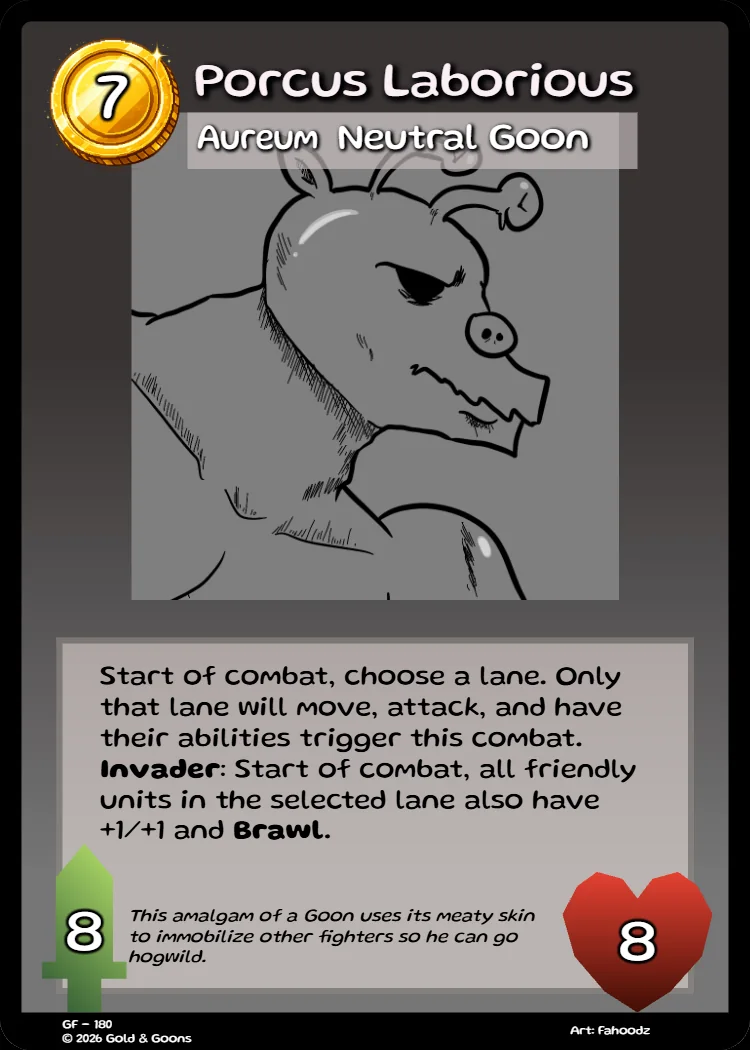 7
Porcus Laborious
Aureum Neutral Goon
Start of combat, choose a lane. Only
that lane will move, attack, and have
their abilities trigger this combat.
Invader: Start of combat, all friendly
units in the selected lane also have
+1/+1 and Brawl.
8
This amalgam of a Goon uses its meaty skin
to immobilize other fighters so he can go
hogwild.
8
GF - 180
© 2026 Gold & Goons
Art: Fahoodz